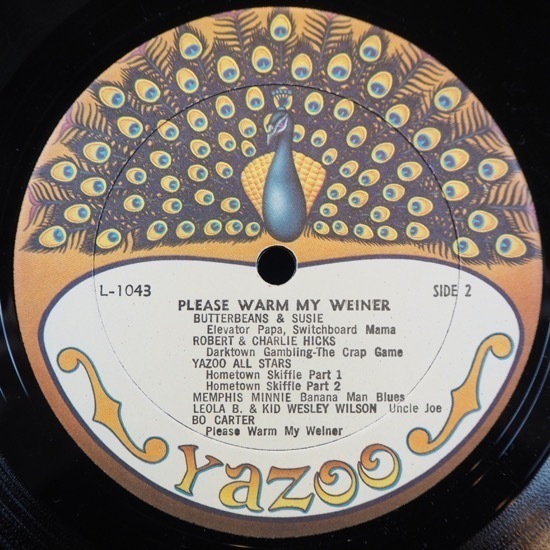 L-1043
SIDE 2
PLEASE WARM MY WEINER
BUTTERBEANS & SUSIE
Elevator Papa, Switchboard Mama
ROBERT & CHARLIE HICKS
Darktown Gambling-The Crap Game
YAZOO ALL STARS
Hometown Skiffle Part 1
Hometown Skiffle Part 2
MEMPHIS MINNIE Banana Man Blues
LEOLA B. & KID WESLEY WILSON Uncle Joe
BO CARTER
Please Warm My Weiner
Yazoo